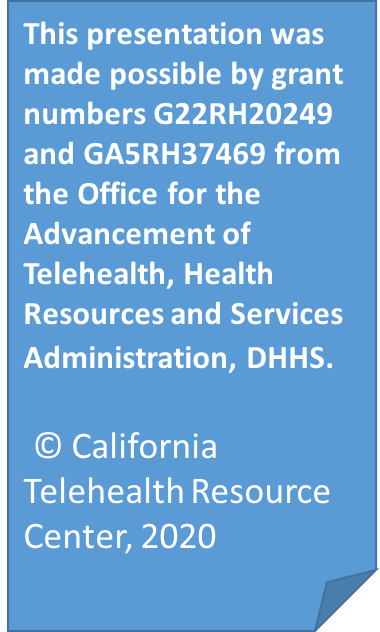 This presentation was
made possible by grant
numbers G22RH20249
and GA5RH37469 from
the Office for the
Advancement of
Telehealth, Health
Resources and Services
Administration, DHHS.
© California
Telehealth Resource
Center, 2020